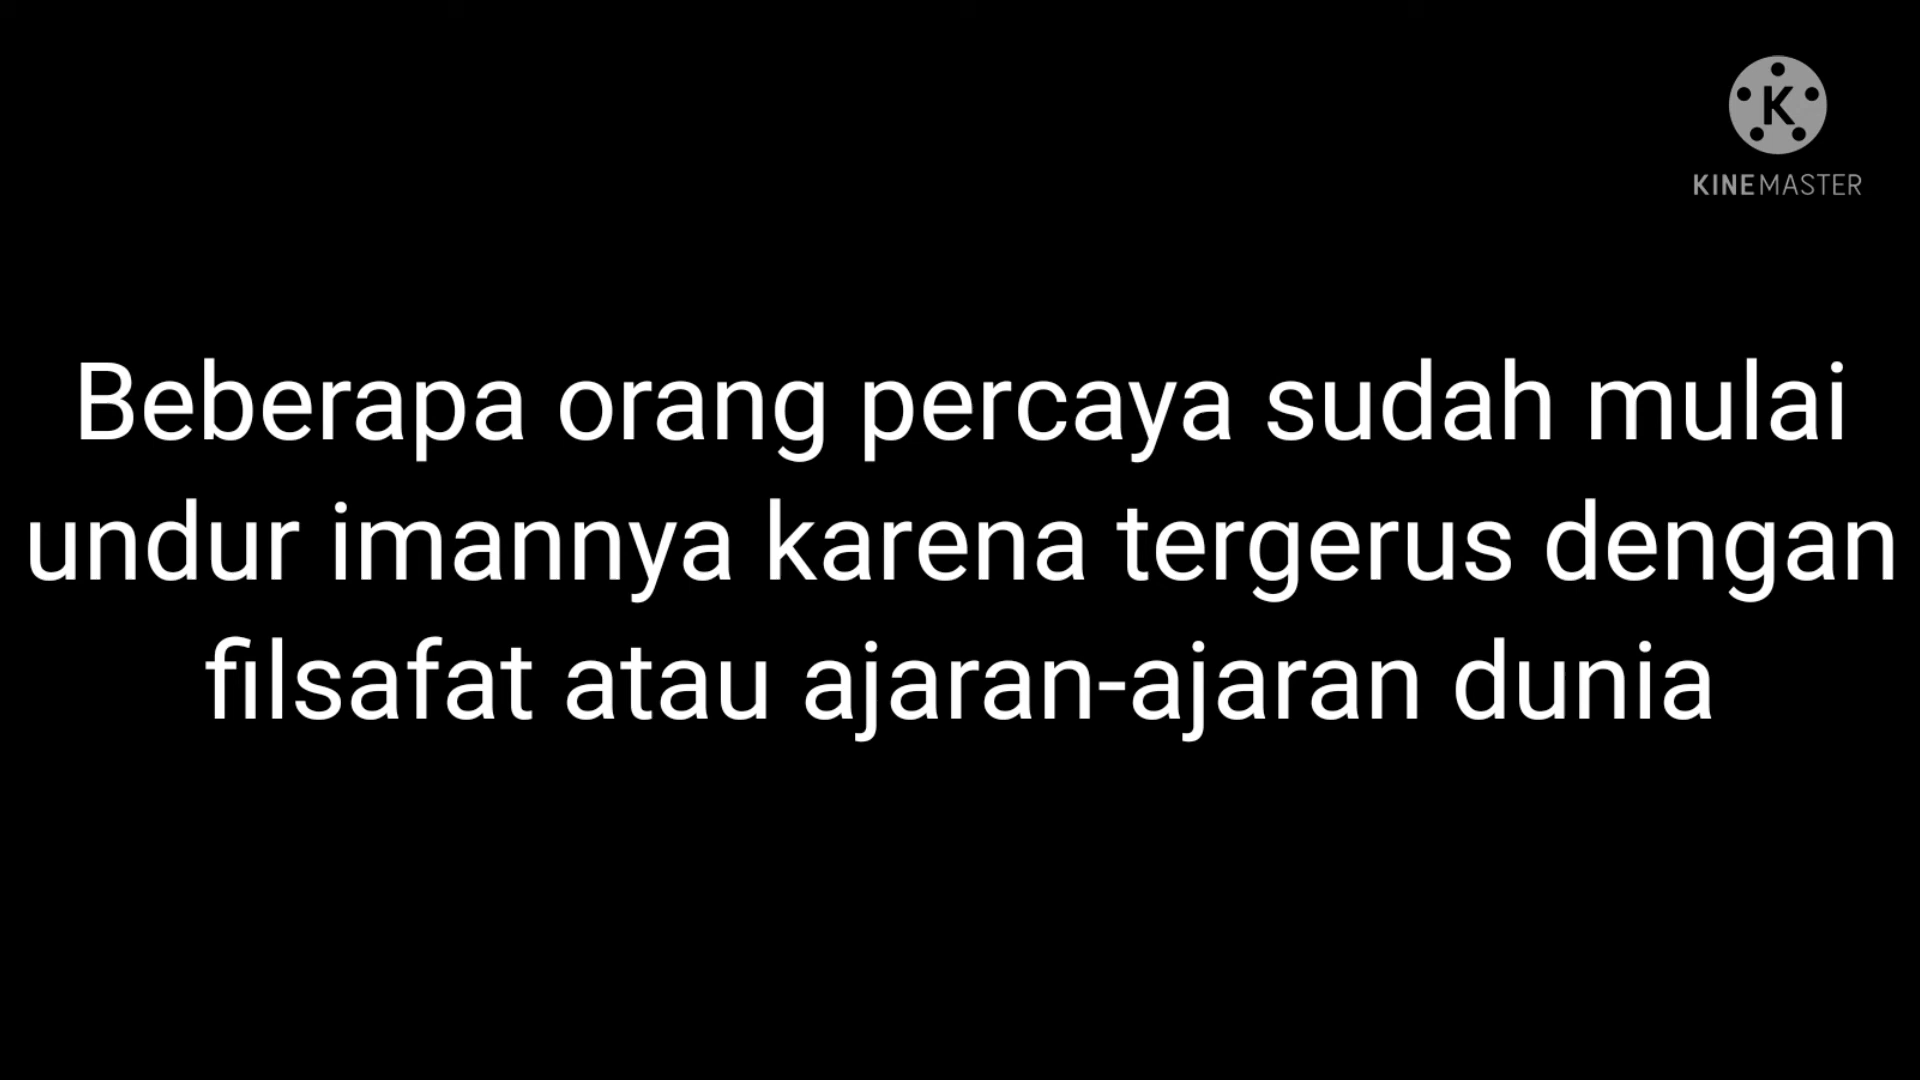 K
KINEMASTER
Beberapa orang percaya sudah mulai
undur imannya karena tergerus dengan
filsafat atau ajaran-ajaran dunia